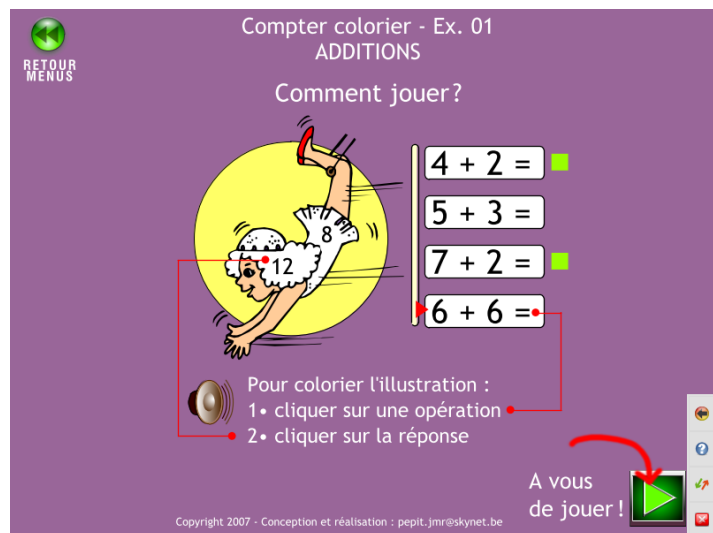 Compter colorier - Ex. 01
ADDITIONS
RETOUR
MENUS
Comment jouer?
4 + 2 =
5 + 3 =
8
7 + 2 =
12
6 + 6 =
Pour colorier l'illustration :
1• cliquer sur une opération
2• cliquer sur la réponse
A vous
de jouer !
Copyright 2007 - Conception et réalisation : pepit.jmr@skynet.be